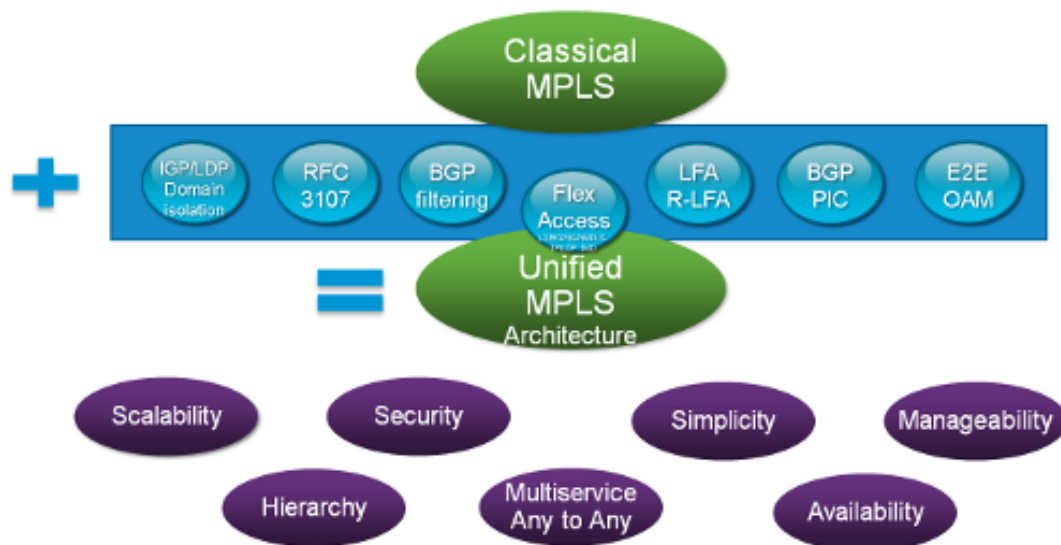 Classical
MPLS
IGP/LDP
Domain
isolation
RFC
3107
BGP
filtering
Flex
Access
LFA
R-LFA
BGP
PIC
E2E
OAM
Unified
MPLS
Architecture
Scalability
Security
Simplicity
Manageability
Hierarchy
Multiservice
Any to Any
Availability